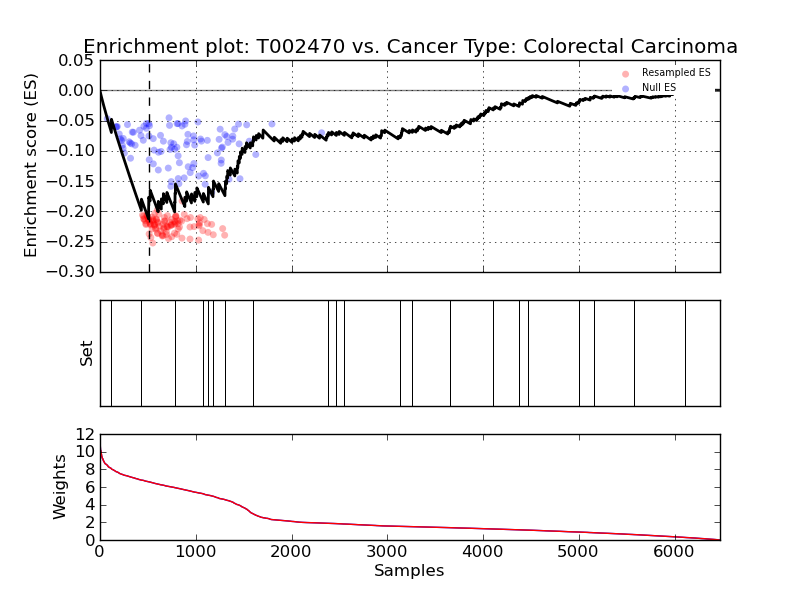 Enrichment plot: T002470 vs. Cancer Type: Colorectal Carcinoma
Enrichment score (ES)
0.05
0.00
−0.05
−0.10
−0.15
−0.20
−0.25
−0.30
Resampled ES
Null ES
Set
Weights
12
10
8
6
4
2
0
0 1000 2000 3000 4000 5000 6000
Samples